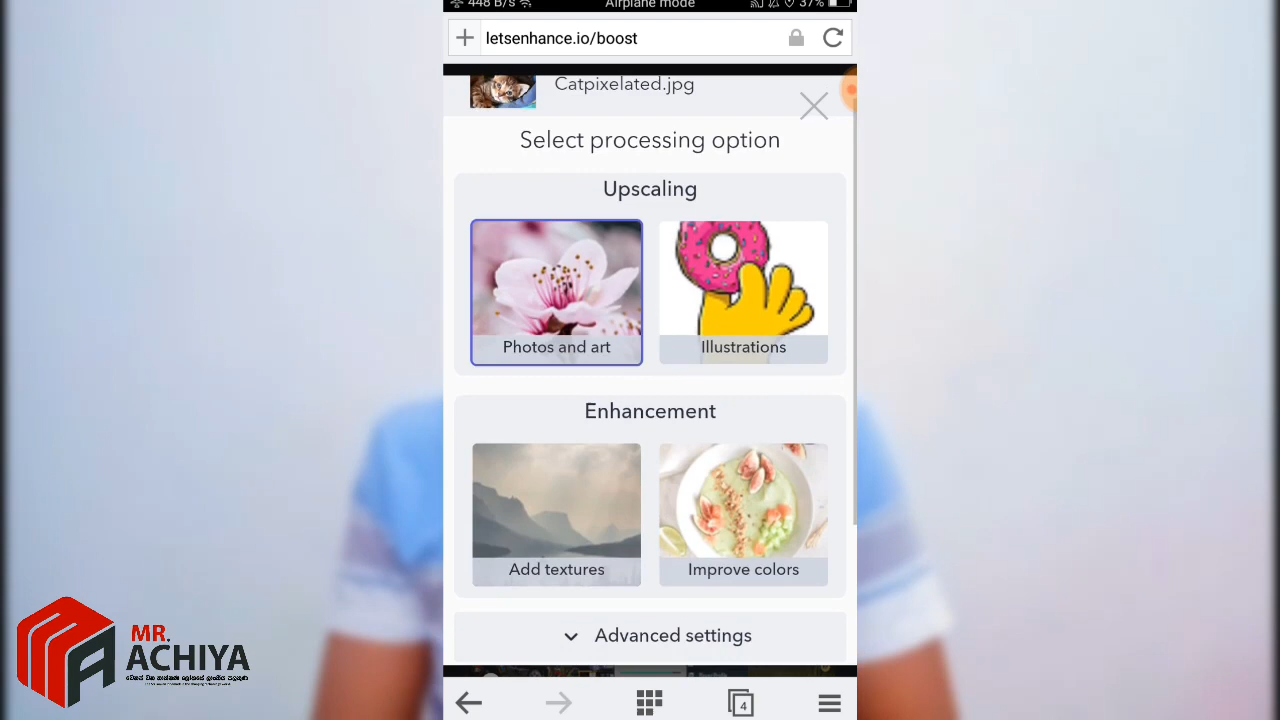 448 B/s
Airplane mode
37%
letsenhance.io/boost
Catpixelated.jpg
Select processing option
Upscaling
Photos and art
Illustrations
Enhancement
Add textures
Improve colors
Advanced settings
4
MR.
ACHIYA